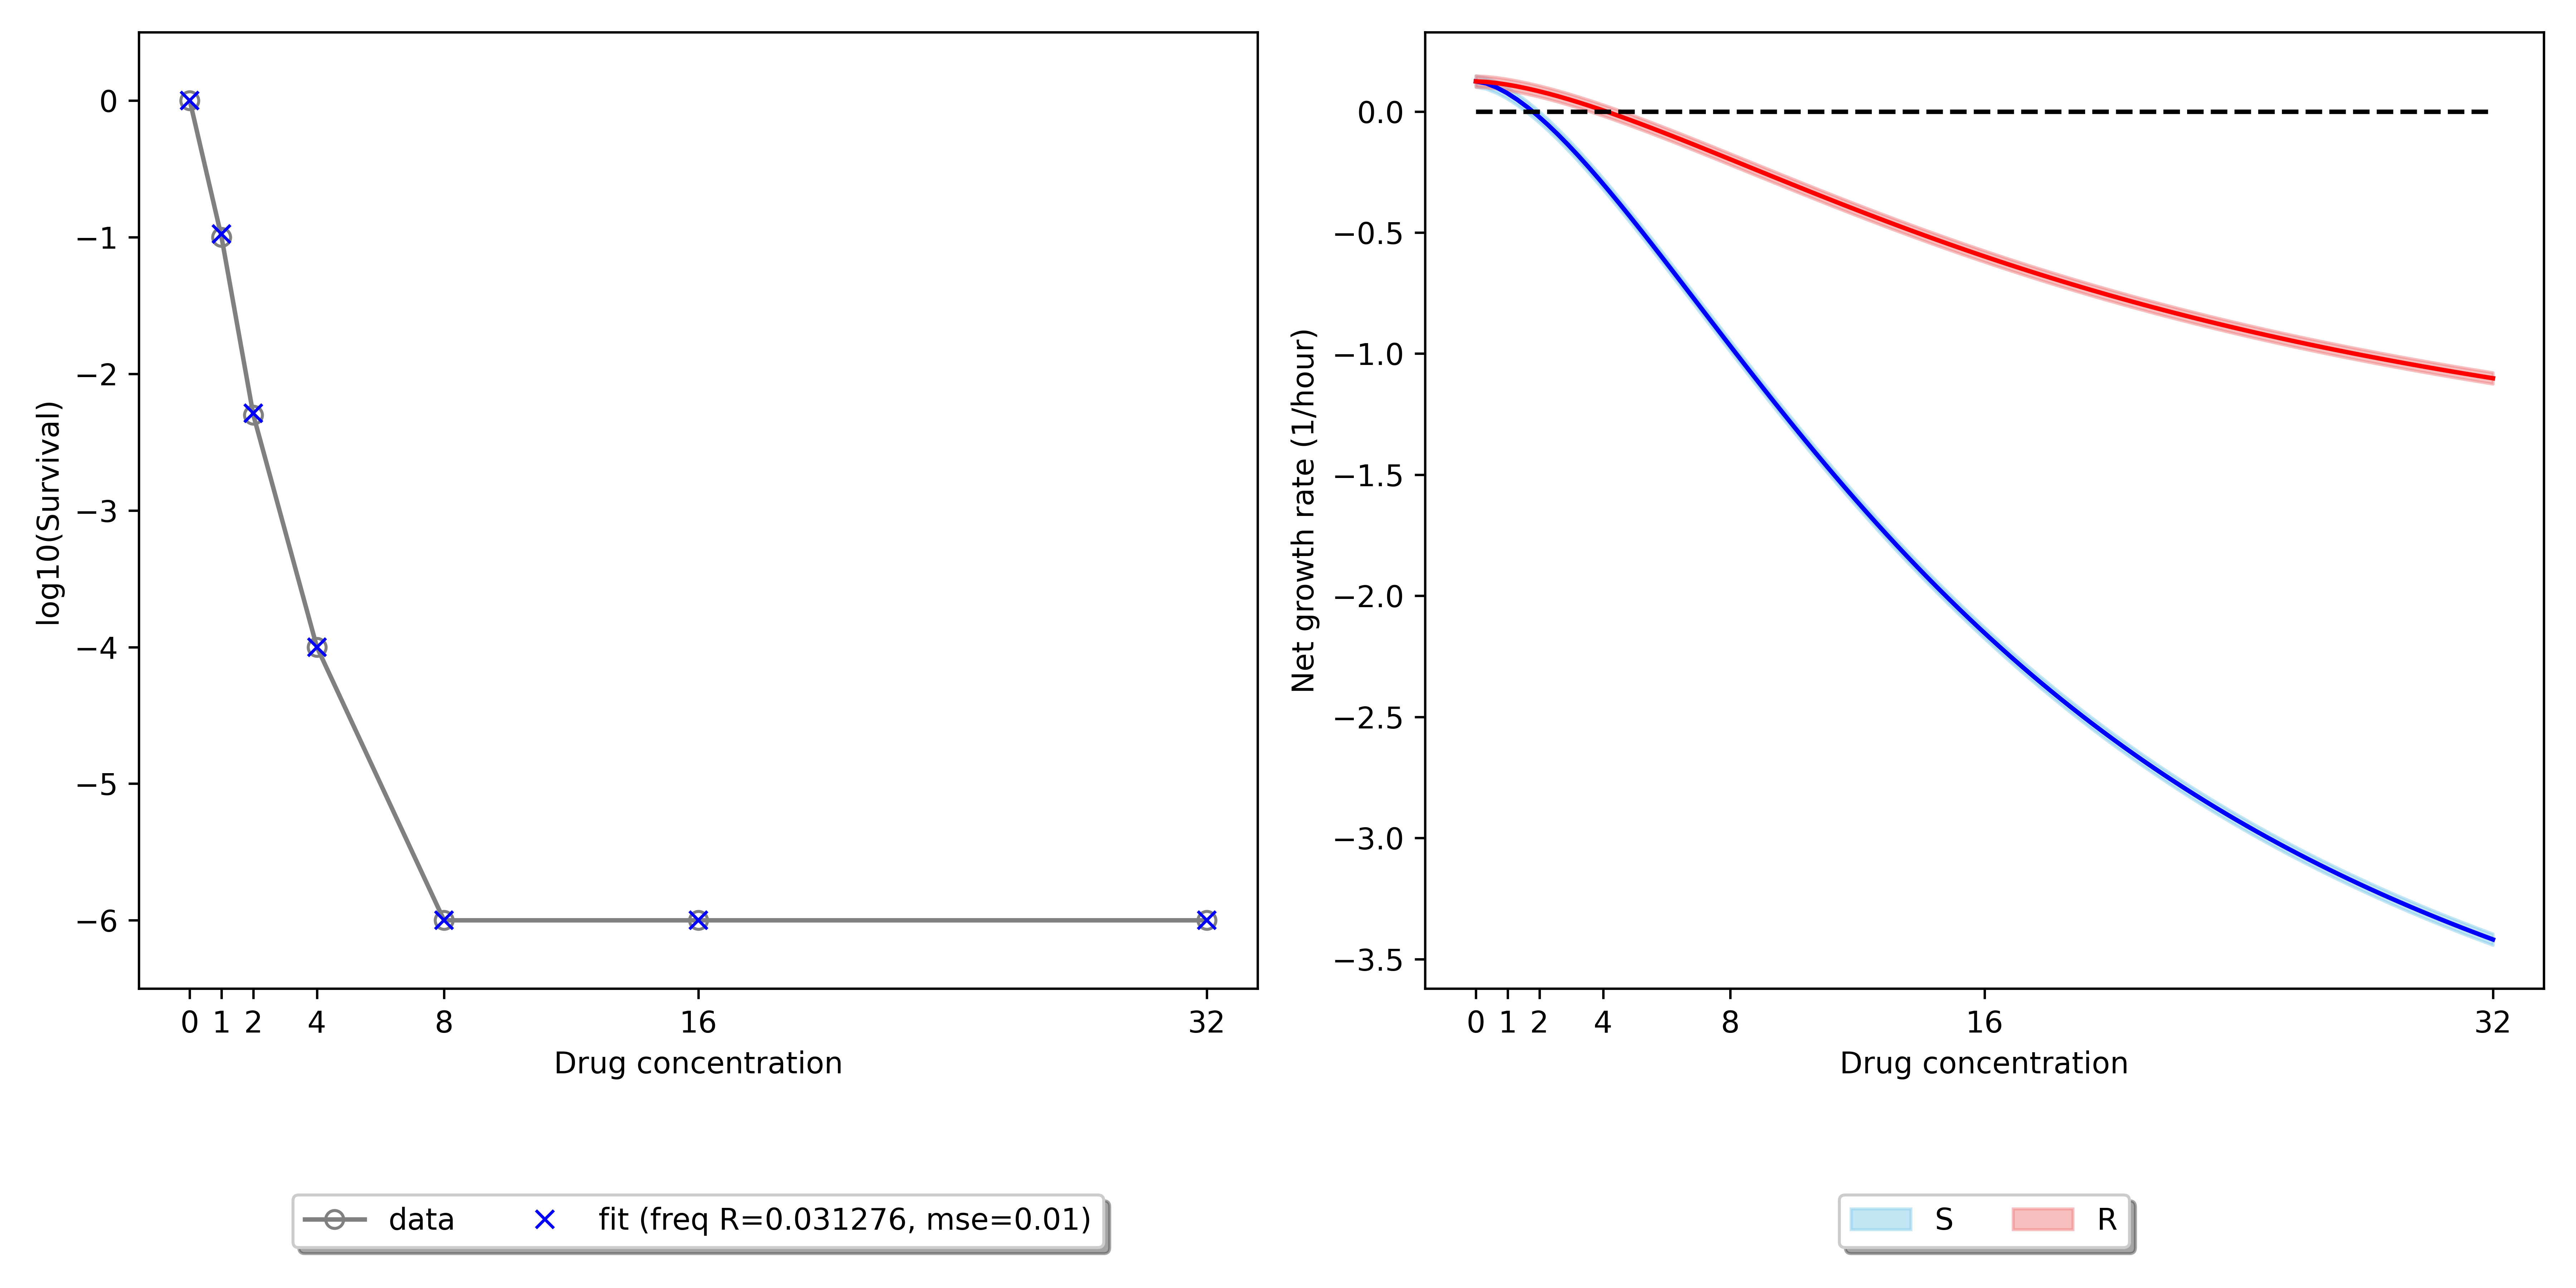 log10(Survival)
0
−1
−2
−3
−4
−5
−6
0 1 2 4 8 16 32
Drug concentration
data fit (freq R=0.031276, mse=0.01)
Net growth rate (1/hour)
0.0
−0.5
−1.0
−1.5
−2.0
−2.5
−3.0
−3.5
0 1 2 4 8 16 32
Drug concentration
S R